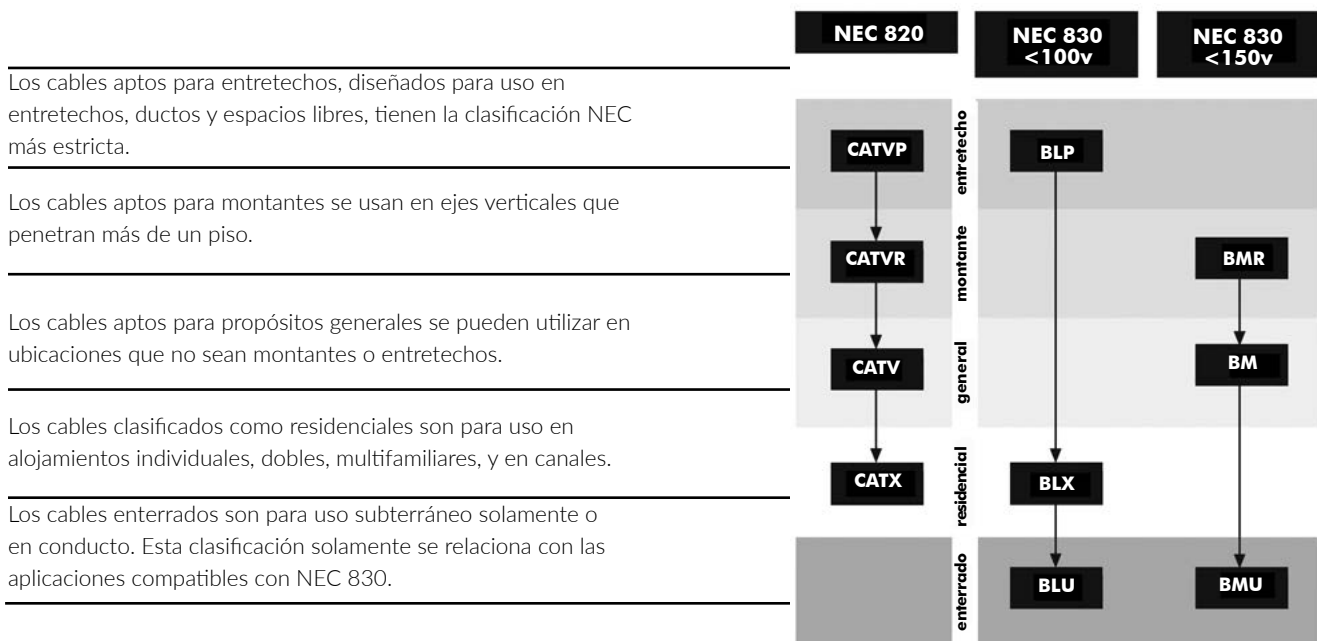 NEC 820
NEC 830
<100v
NEC 830
<150v
Los cables aptos para entretechos, diseñados para uso en
entretechos, ductos y espacios libres, tienen la clasificación NEC
más estricta.
CATVP
entretecho
BLP
Los cables aptos para montantes se usan en ejes verticales que
penetran más de un piso.
CATVR
montante
BMR
Los cables aptos para propósitos generales se pueden utilizar en
ubicaciones que no sean montantes o entretechos.
CATV
general
BM
Los cables clasificados como residenciales son para uso en
alojamientos individuales, dobles, multifamiliares, y en canales.
CATX
residencial
BLX
Los cables enterrados son para uso subterráneo solamente o
en conducto. Esta clasificación solamente se relaciona con las
aplicaciones compatibles con NEC 830.
enterrado
BLU
BMU